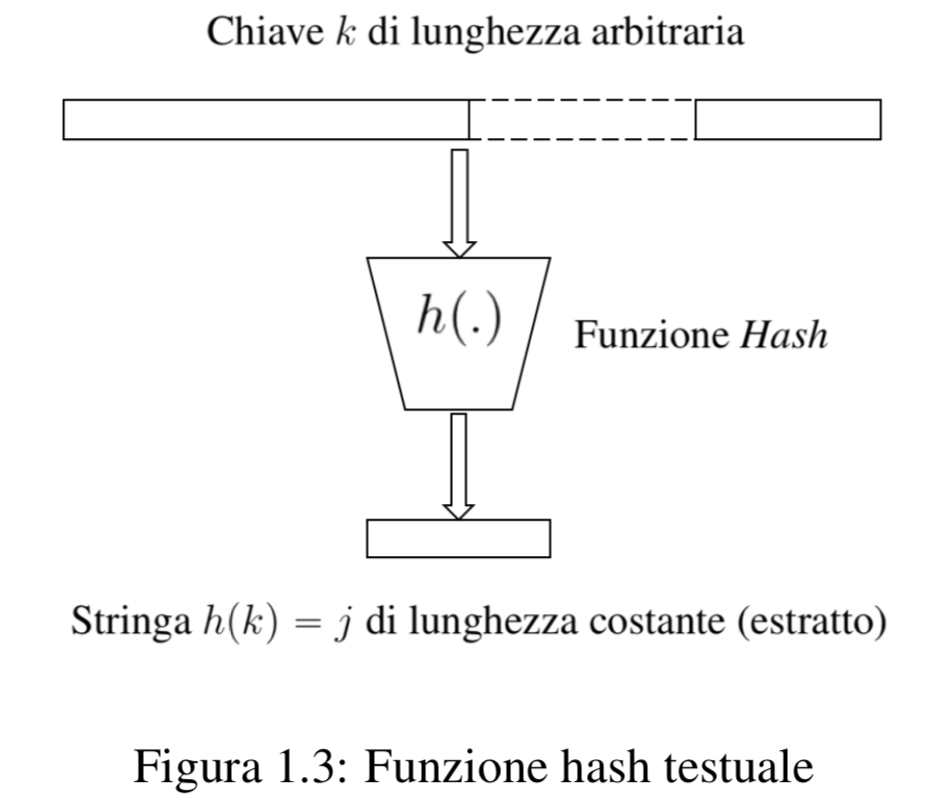 Chiave k di lunghezza arbitraria
h(.)
Funzione Hash
Stringa h(k) = j di lunghezza costante (estratto)
Figura 1.3: Funzione hash testuale